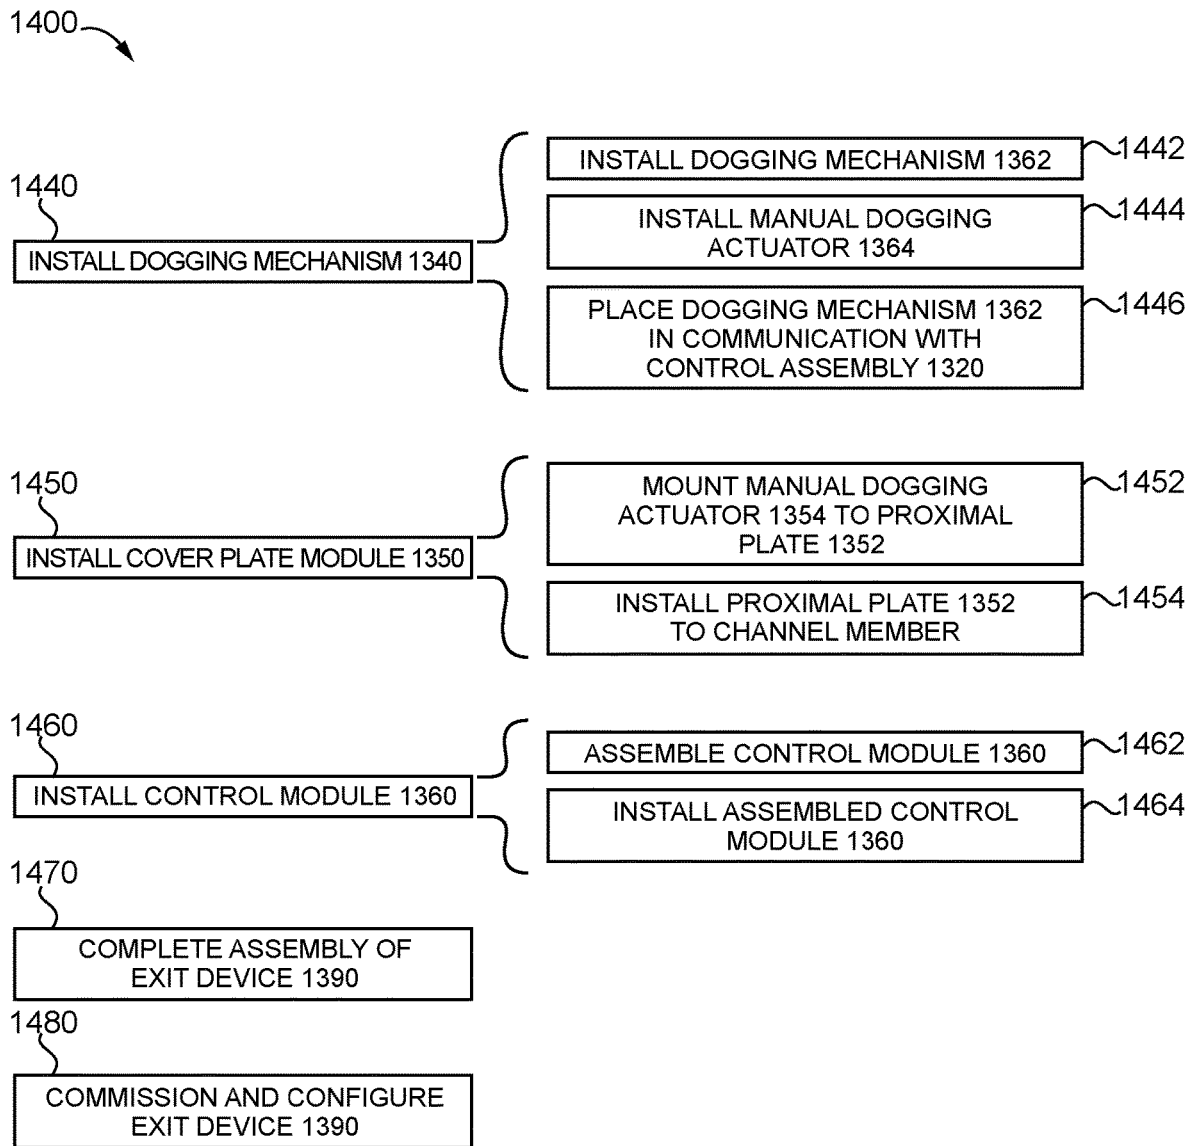 1400
1440
INSTALL DOGGING MECHANISM 1340
INSTALL DOGGING MECHANISM 1362
1442
INSTALL MANUAL DOGGING
ACTUATOR 1364
1444
PLACE DOGGING MECHANISM 1362
IN COMMUNICATION WITH
CONTROL ASSEMBLY 1320
1446
1450
INSTALL COVER PLATE MODULE 1350
MOUNT MANUAL DOGGING
ACTUATOR 1354 TO PROXIMAL
PLATE 1352
1452
INSTALL PROXIMAL PLATE 1352
TO CHANNEL MEMBER
1454
1460
INSTALL CONTROL MODULE 1360
ASSEMBLE CONTROL MODULE 1360
1462
INSTALL ASSEMBLED CONTROL
MODULE 1360
1464
1470
COMPLETE ASSEMBLY OF
EXIT DEVICE 1390
1480
COMMISSION AND CONFIGURE
EXIT DEVICE 1390